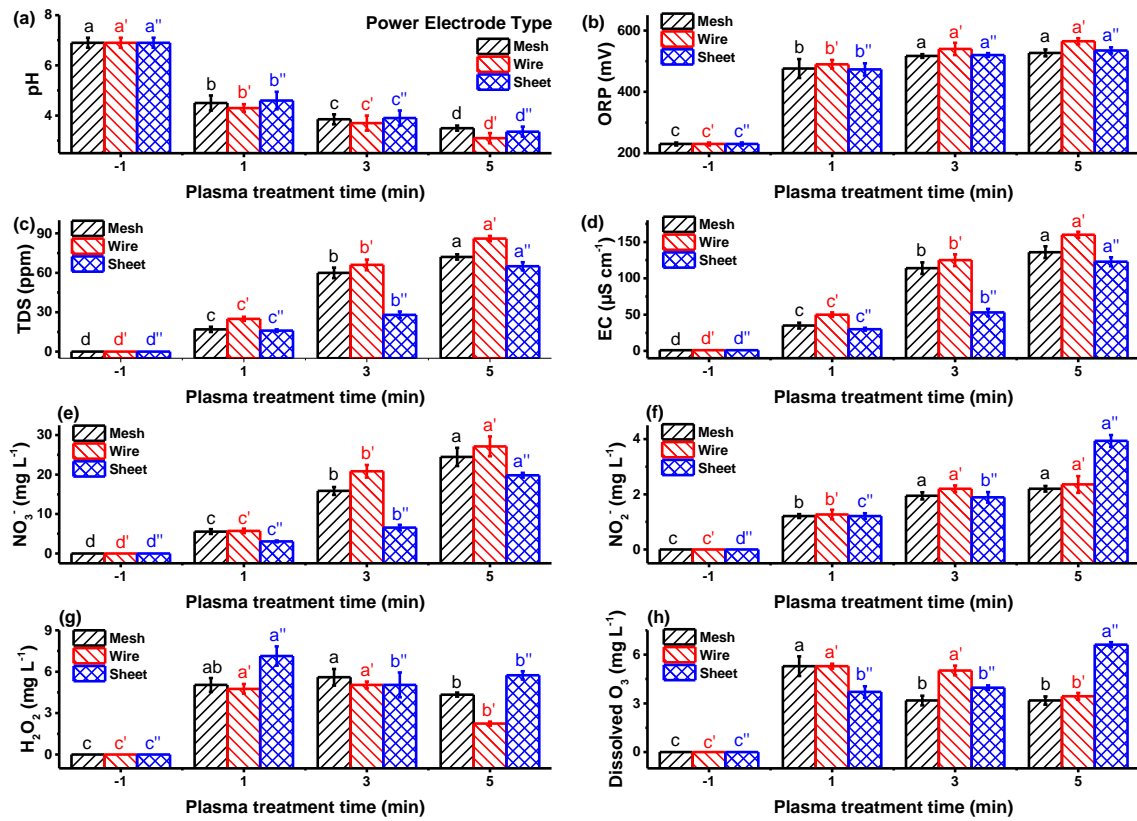 (a)
Power Electrode Type
Mesh
Wire
Sheet
pH
8
6
4
a a' a''
b b' b''
c c' c''
d d' d''
-1 1 3 5
Plasma treatment time (min)
(b)
Mesh
Wire
Sheet
ORP (mV)
600
400
200
c c' c''
b b' b''
a a' a''
a a' a''
-1 1 3 5
Plasma treatment time (min)
(c)
Mesh
Wire
Sheet
TDS (ppm)
90
60
30
0
d d' d''
c c' c''
b b' b''
a a' a''
-1 1 3 5
Plasma treatment time (min)
(d)
Mesh
Wire
Sheet
EC (µS cm⁻¹)
150
100
50
0
d d' d''
c c' c''
b b' b''
a a' a''
-1 1 3 5
Plasma treatment time (min)
(e)
Mesh
Wire
Sheet
NO₃⁻ (mg L⁻¹)
30
20
10
0
d d' d''
c c' c''
b b' b''
a a' a''
-1 1 3 5
Plasma treatment time (min)
(f)
Mesh
Wire
Sheet
NO₂⁻ (mg L⁻¹)
4
2
0
c c' d''
b b' c''
a a' b''
a a' a''
-1 1 3 5
Plasma treatment time (min)
(g)
Mesh
Wire
Sheet
H₂O₂ (mg L⁻¹)
9
6
3
0
c c' c''
ab a' a''
a a' b''
b b' b''
-1 1 3 5
Plasma treatment time (min)
(h)
Mesh
Wire
Sheet
Dissolved O₃ (mg L⁻¹)
6
3
0
c c' c''
a a' b''
b a' b''
b b' a''
-1 1 3 5
Plasma treatment time (min)